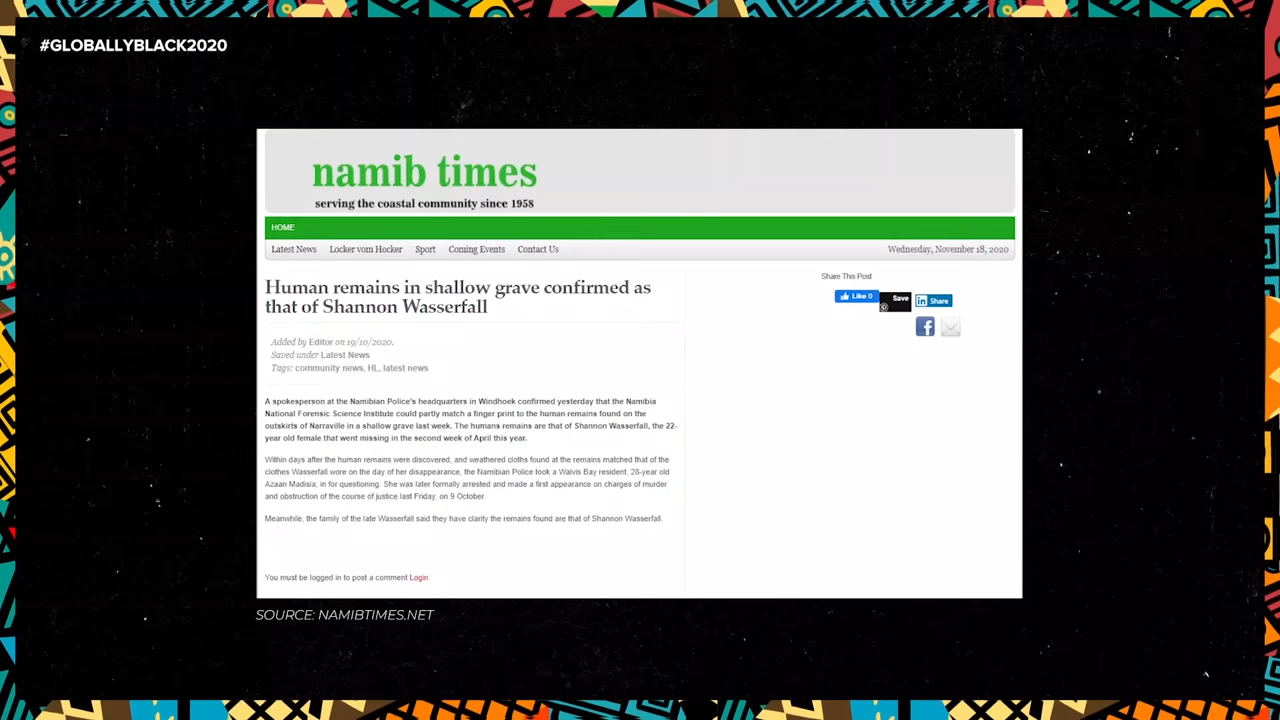 #GLOBALLYBLACK2020
namib times
serving the coastal community since 1958
HOME
Latest News Locker vom Hocker Sport Coming Events Contact Us Wednesday, November 18, 2020
Human remains in shallow grave confirmed as
that of Shannon Wasserfall
Added by Editor on 19/10/2020.
Saved under Latest News
Tags: community news, HL, latest news
Share This Post
Like 0 Save in Share
f
A spokesperson at the Namibian Police's headquarters in Windhoek confirmed yesterday that the Namibia
National Forensic Science Institute could partly match a finger print to the human remains found on the
outskirts of Narraville in a shallow grave last week. The humans remains are that of Shannon Wasserfall, the 22-
year old female that went missing in the second week of April this year.
Within days after the human remains were discovered, and weathered cloths found at the remains matched that of the
clothes Wasserfall wore on the day of her disappearance, the Namibian Police took a Walvis Bay resident, 28-year old
Azaan Madisia, in for questioning. She was later formally arrested and made a first appearance on charges of murder
and obstruction of the course of justice last Friday, on 9 October.
Meanwhile, the family of the late Wasserfall said they have clarity the remains found are that of Shannon Wasserfall.
You must be logged in to post a comment Login
SOURCE: NAMIBTIMES.NET